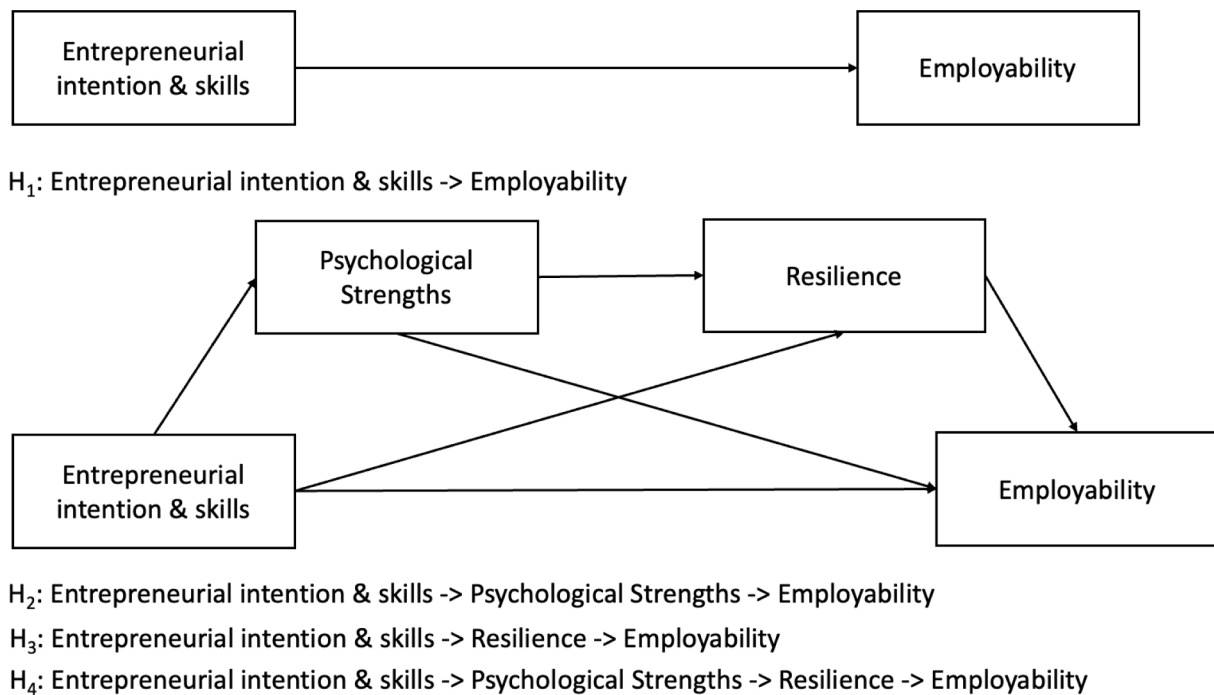 Entrepreneurial
intention & skills
Employability
H₁: Entrepreneurial intention & skills -> Employability
Psychological
Strengths
Resilience
Entrepreneurial
intention & skills
Employability
H₂: Entrepreneurial intention & skills -> Psychological Strengths -> Employability
H₃: Entrepreneurial intention & skills -> Resilience -> Employability
H₄: Entrepreneurial intention & skills -> Psychological Strengths -> Resilience -> Employability